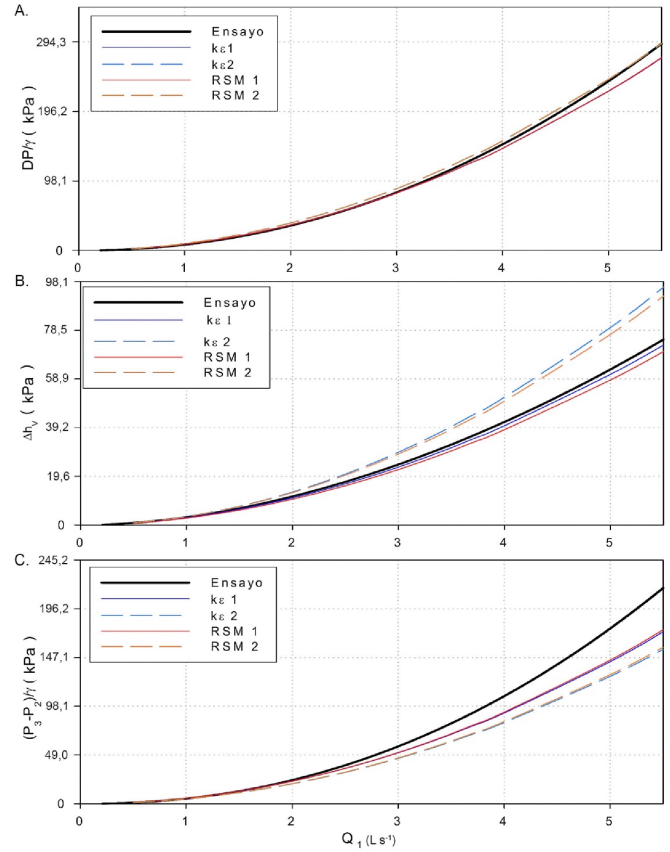 A.
Ensayo
kε1
kε2
RSM 1
RSM 2
294,3
196,2
98,1
0
DP/γ ( kPa)
0 1 2 3 4 5
B.
Ensayo
kε 1
kε 2
RSM 1
RSM 2
98,1
78,5
58,9
39,2
19,6
0
Δhv ( kPa)
0 1 2 3 4 5
C.
Ensayo
kε 1
kε 2
RSM 1
RSM 2
245,2
196,2
147,1
98,1
49,0
0
(P3-P2)/γ ( kPa)
0 1 2 3 4 5
Q 1 (L s-1)